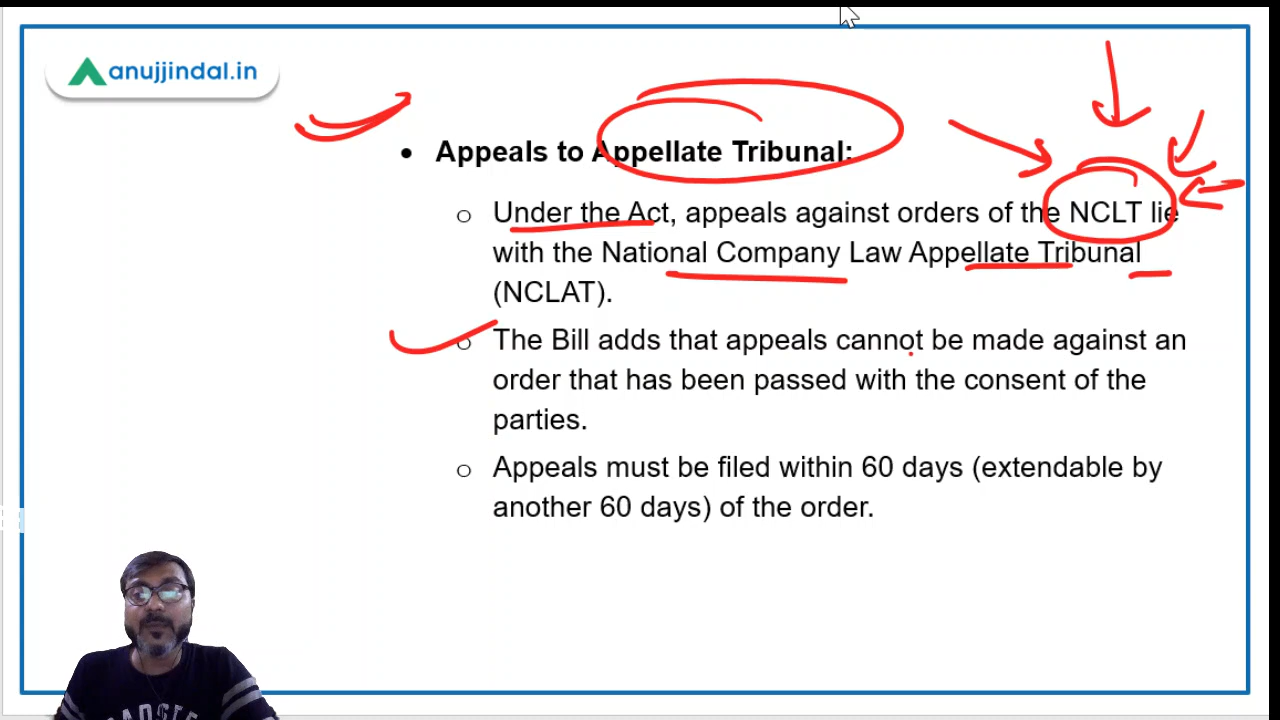 anujjindal.in
• Appeals to Appellate Tribunal:
o Under the Act, appeals against orders of the NCLT lie
with the National Company Law Appellate Tribunal
(NCLAT).
o The Bill adds that appeals cannot be made against an
order that has been passed with the consent of the
parties.
o Appeals must be filed within 60 days (extendable by
another 60 days) of the order.